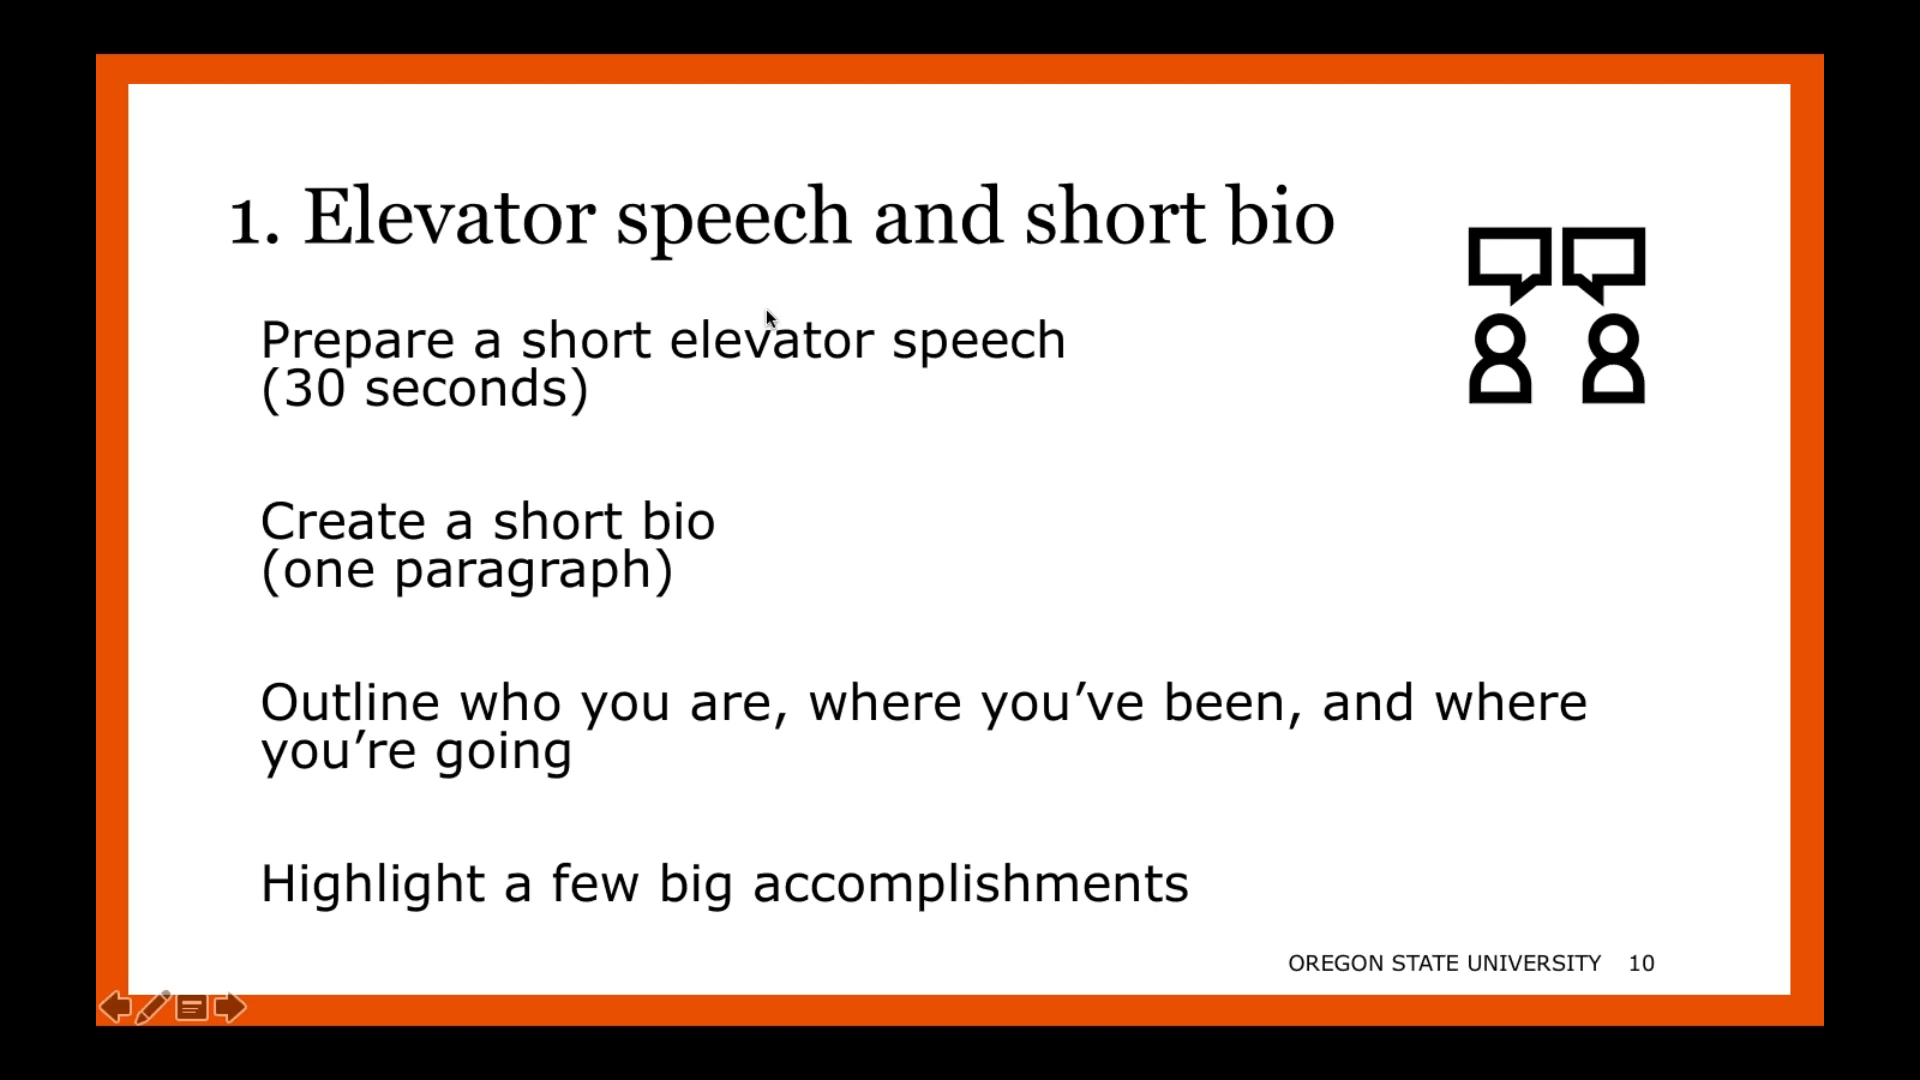 1. Elevator speech and short bio
Prepare a short elevator speech
(30 seconds)
Create a short bio
(one paragraph)
Outline who you are, where you’ve been, and where
you’re going
Highlight a few big accomplishments
OREGON STATE UNIVERSITY 10